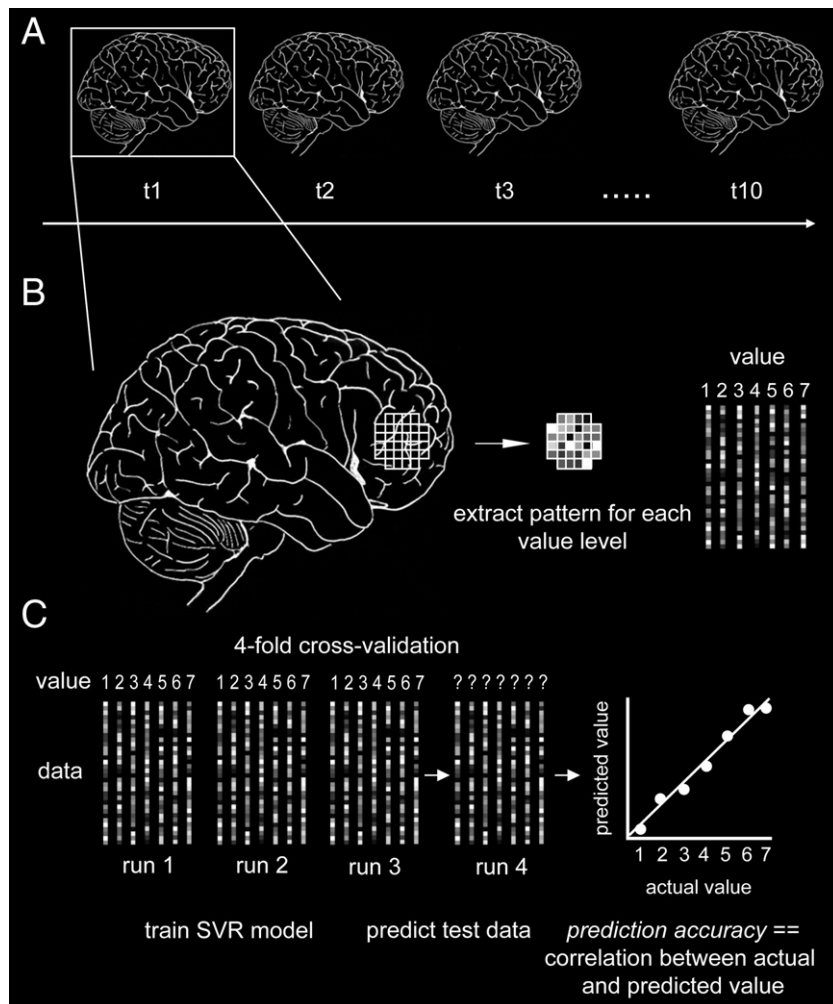 A
t1 t2 t3 ..... t10
B
value
1 2 3 4 5 6 7
extract pattern for each
value level
C
4-fold cross-validation
value 1 2 3 4 5 6 7 1 2 3 4 5 6 7 1 2 3 4 5 6 7 ? ? ? ? ? ? ?
data
run 1 run 2 run 3 run 4
predicted value
1 2 3 4 5 6 7
actual value
train SVR model predict test data prediction accuracy ==
correlation between actual
and predicted value